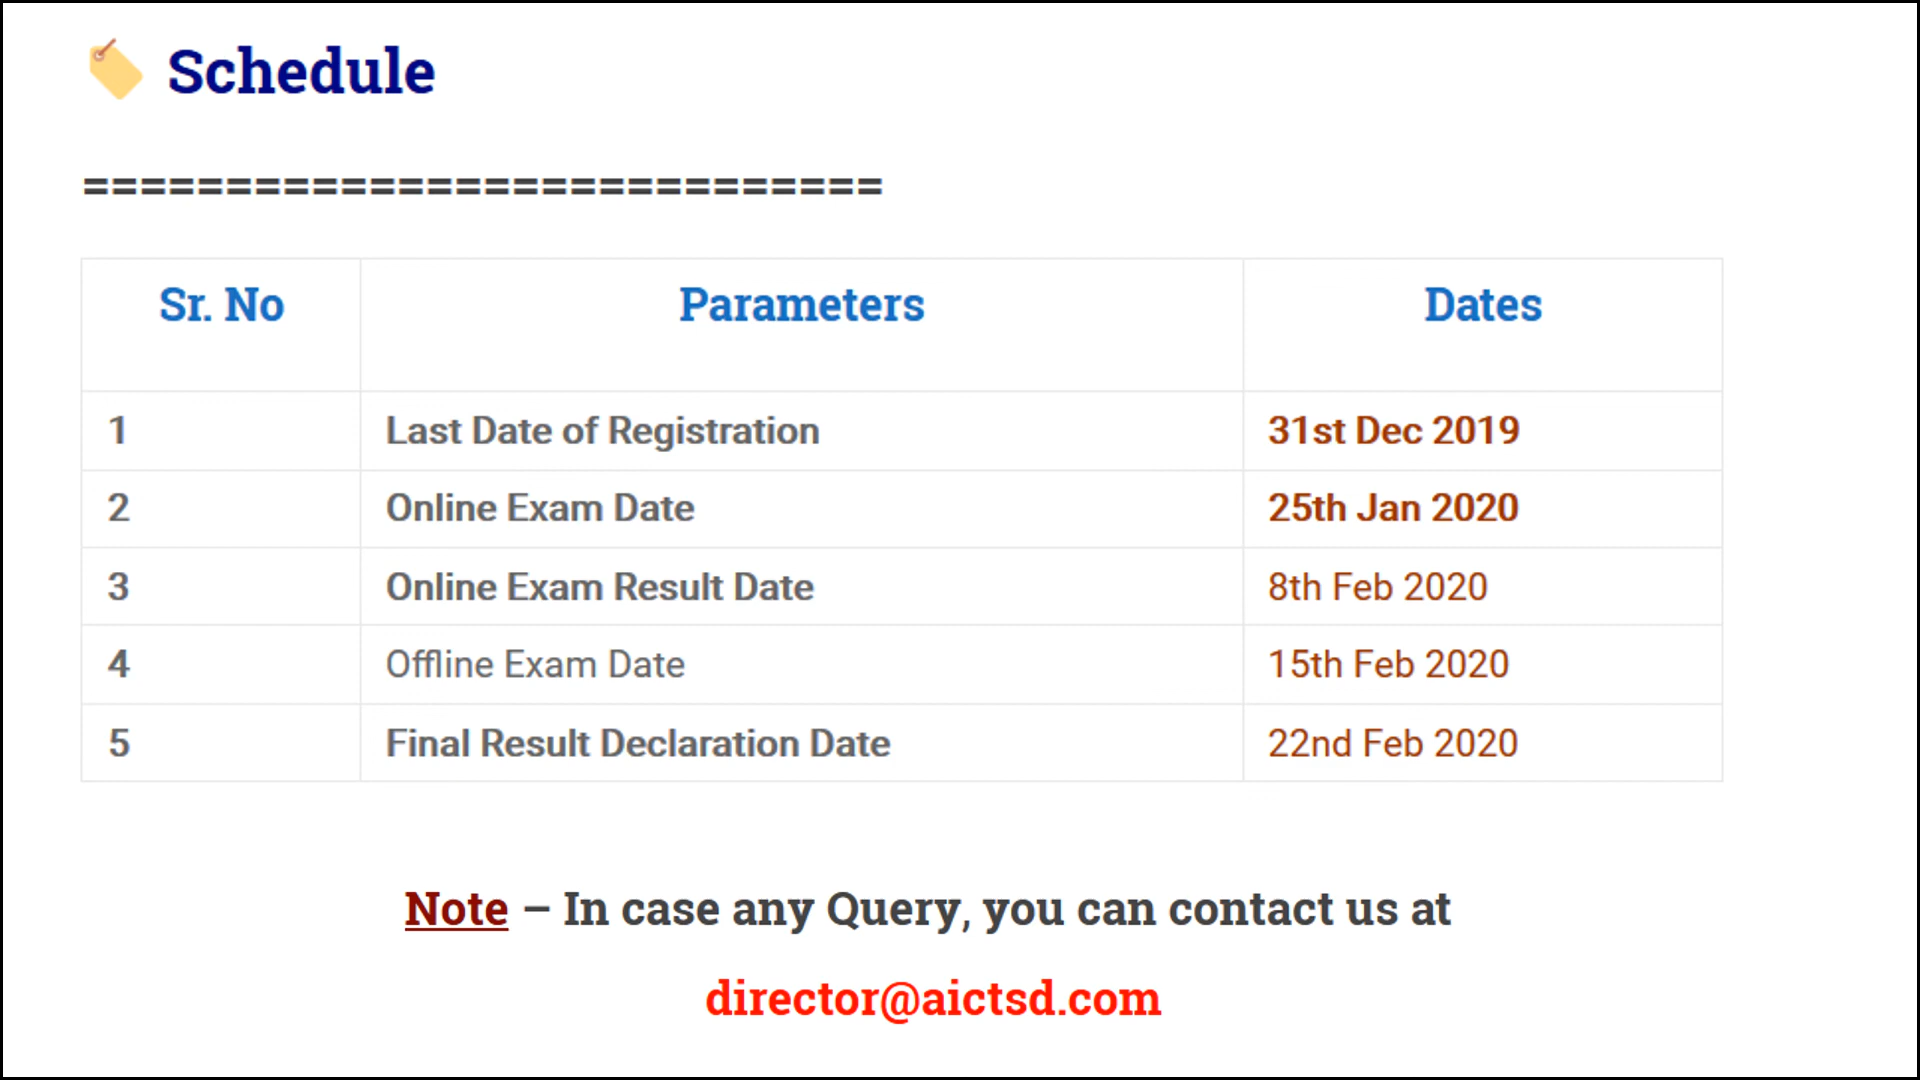 Schedule
============================
Sr. No Parameters Dates
1 Last Date of Registration 31st Dec 2019
2 Online Exam Date 25th Jan 2020
3 Online Exam Result Date 8th Feb 2020
4 Offline Exam Date 15th Feb 2020
5 Final Result Declaration Date 22nd Feb 2020
Note – In case any Query, you can contact us at
director@aictsd.com